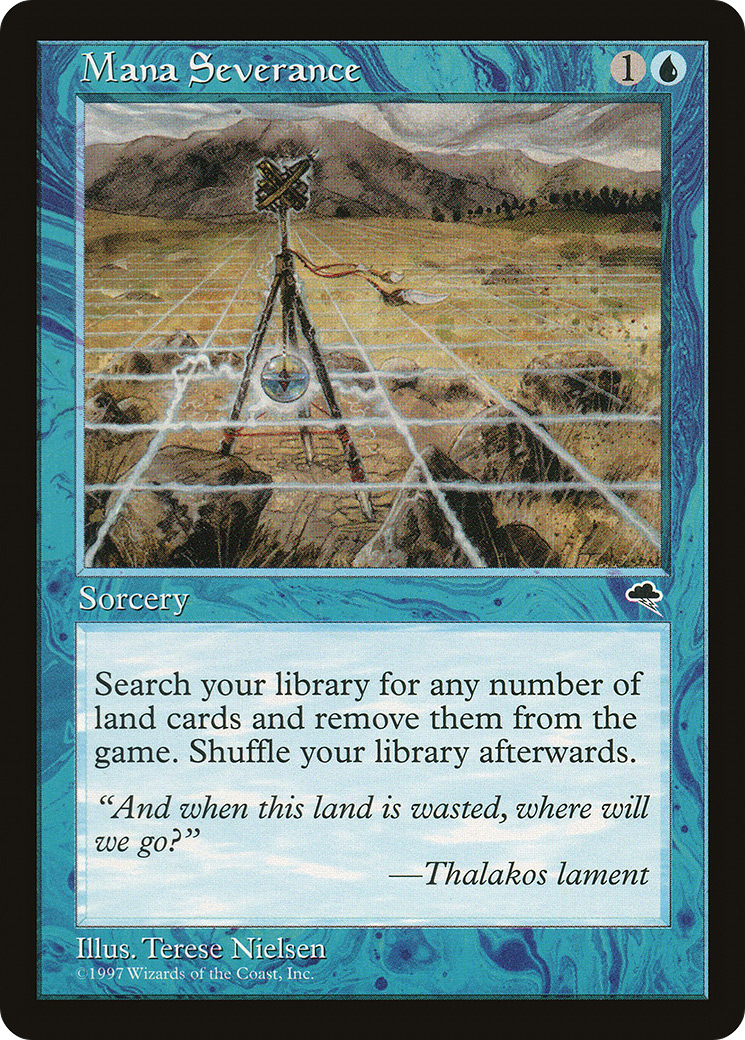 Mana Severance
1
Sorcery
Search your library for any number of
land cards and remove them from the
game. Shuffle your library afterwards.
“And when this land is wasted, where will
we go?”
—Thalakos lament
Illus. Terese Nielsen
©1997 Wizards of the Coast, Inc.